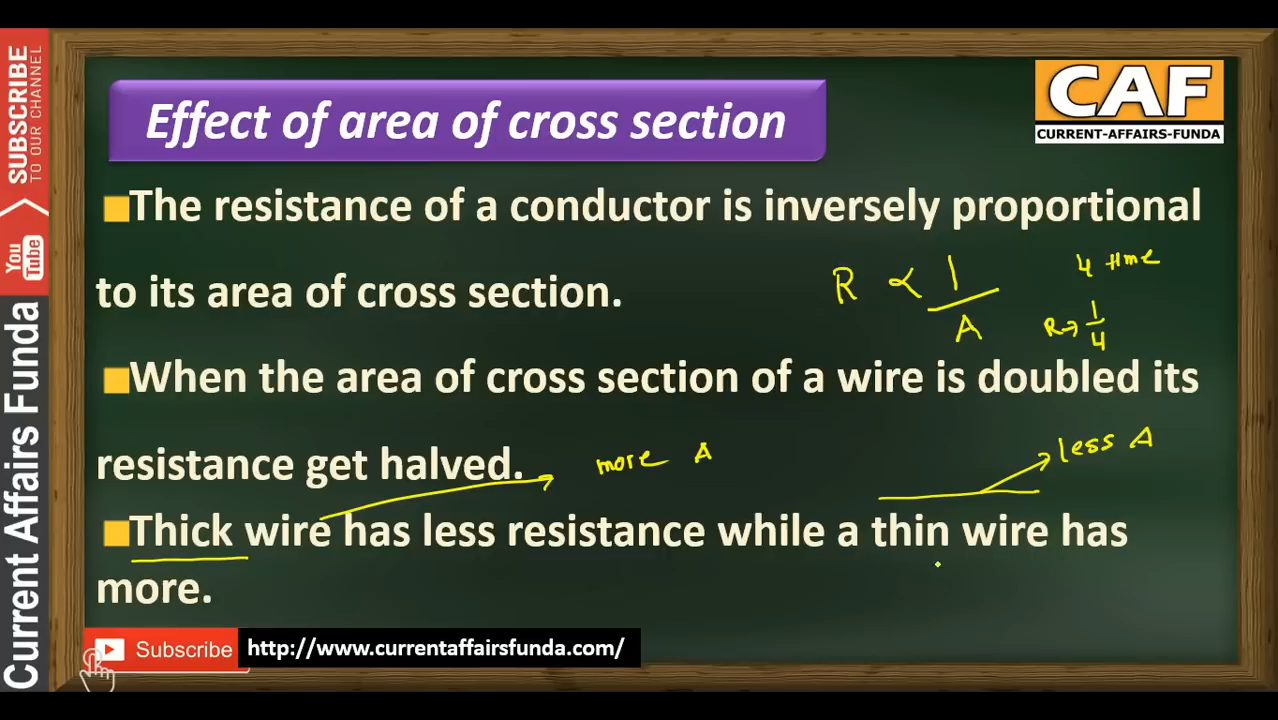 Effect of area of cross section
CAF
CURRENT-AFFAIRS-FUNDA
SUBSCRIBE
TO OUR CHANNEL
You Tube
Current Affairs Funda
The resistance of a conductor is inversely proportional
to its area of cross section.
R ∝ 1/A
4 time
R→ 1/4
When the area of cross section of a wire is doubled its
resistance get halved.
more A
less A
Thick wire has less resistance while a thin wire has
more.
Subscribe
http://www.currentaffairsfunda.com/